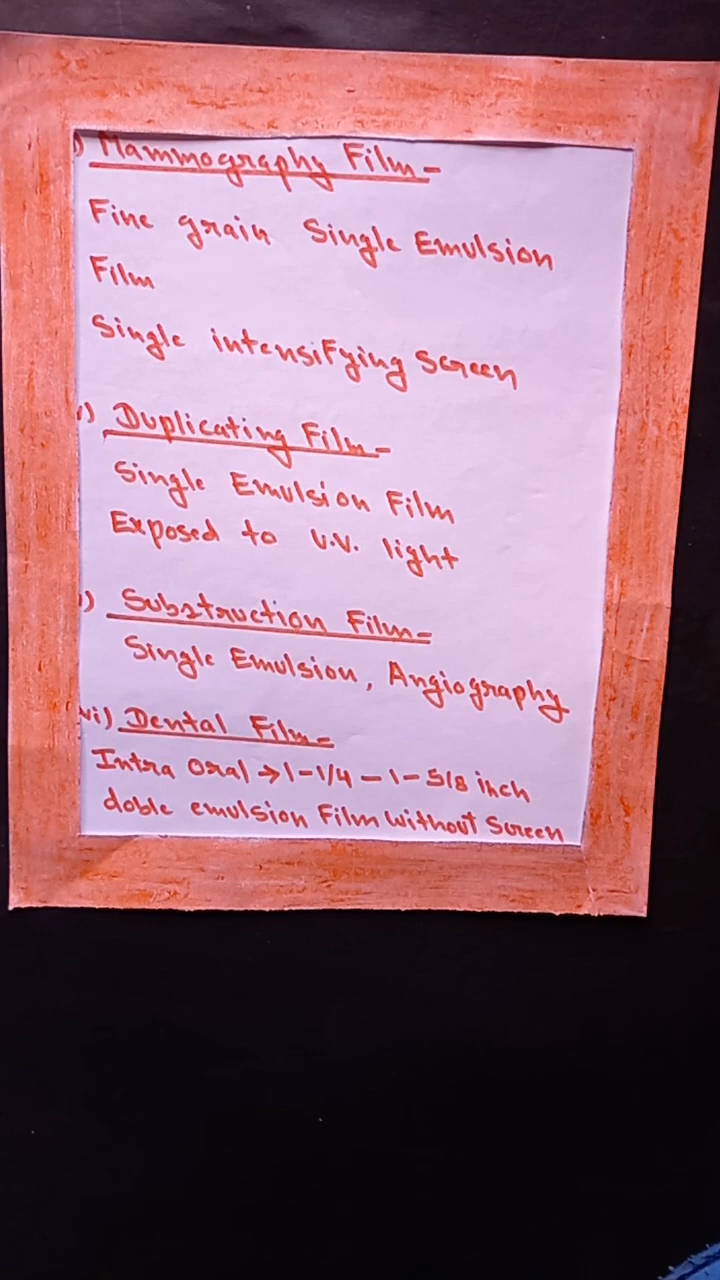 ) Mammography Film-
Fine grain Single Emulsion
Film
Single intensifying Screen
) Duplicating Film-
Single Emulsion Film
Exposed to U.V. light
) Substruction Film-
Single Emulsion, Angiography
vi) Dental Film-
Intra Oral → 1-1/4 - 1-5/8 inch
doble emulsion Film Without Screen